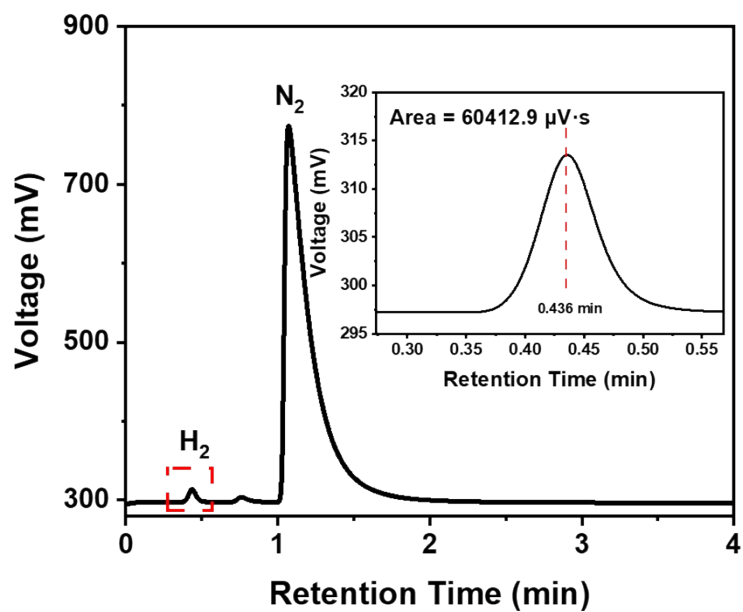 900
700
500
300
Voltage (mV)
N₂
H₂
0
1
2
3
4
Retention Time (min)
Area = 60412.9 μV·s
320
315
310
305
300
295
Voltage (mV)
0.436 min
0.30
0.35
0.40
0.45
0.50
0.55
Retention Time (min)